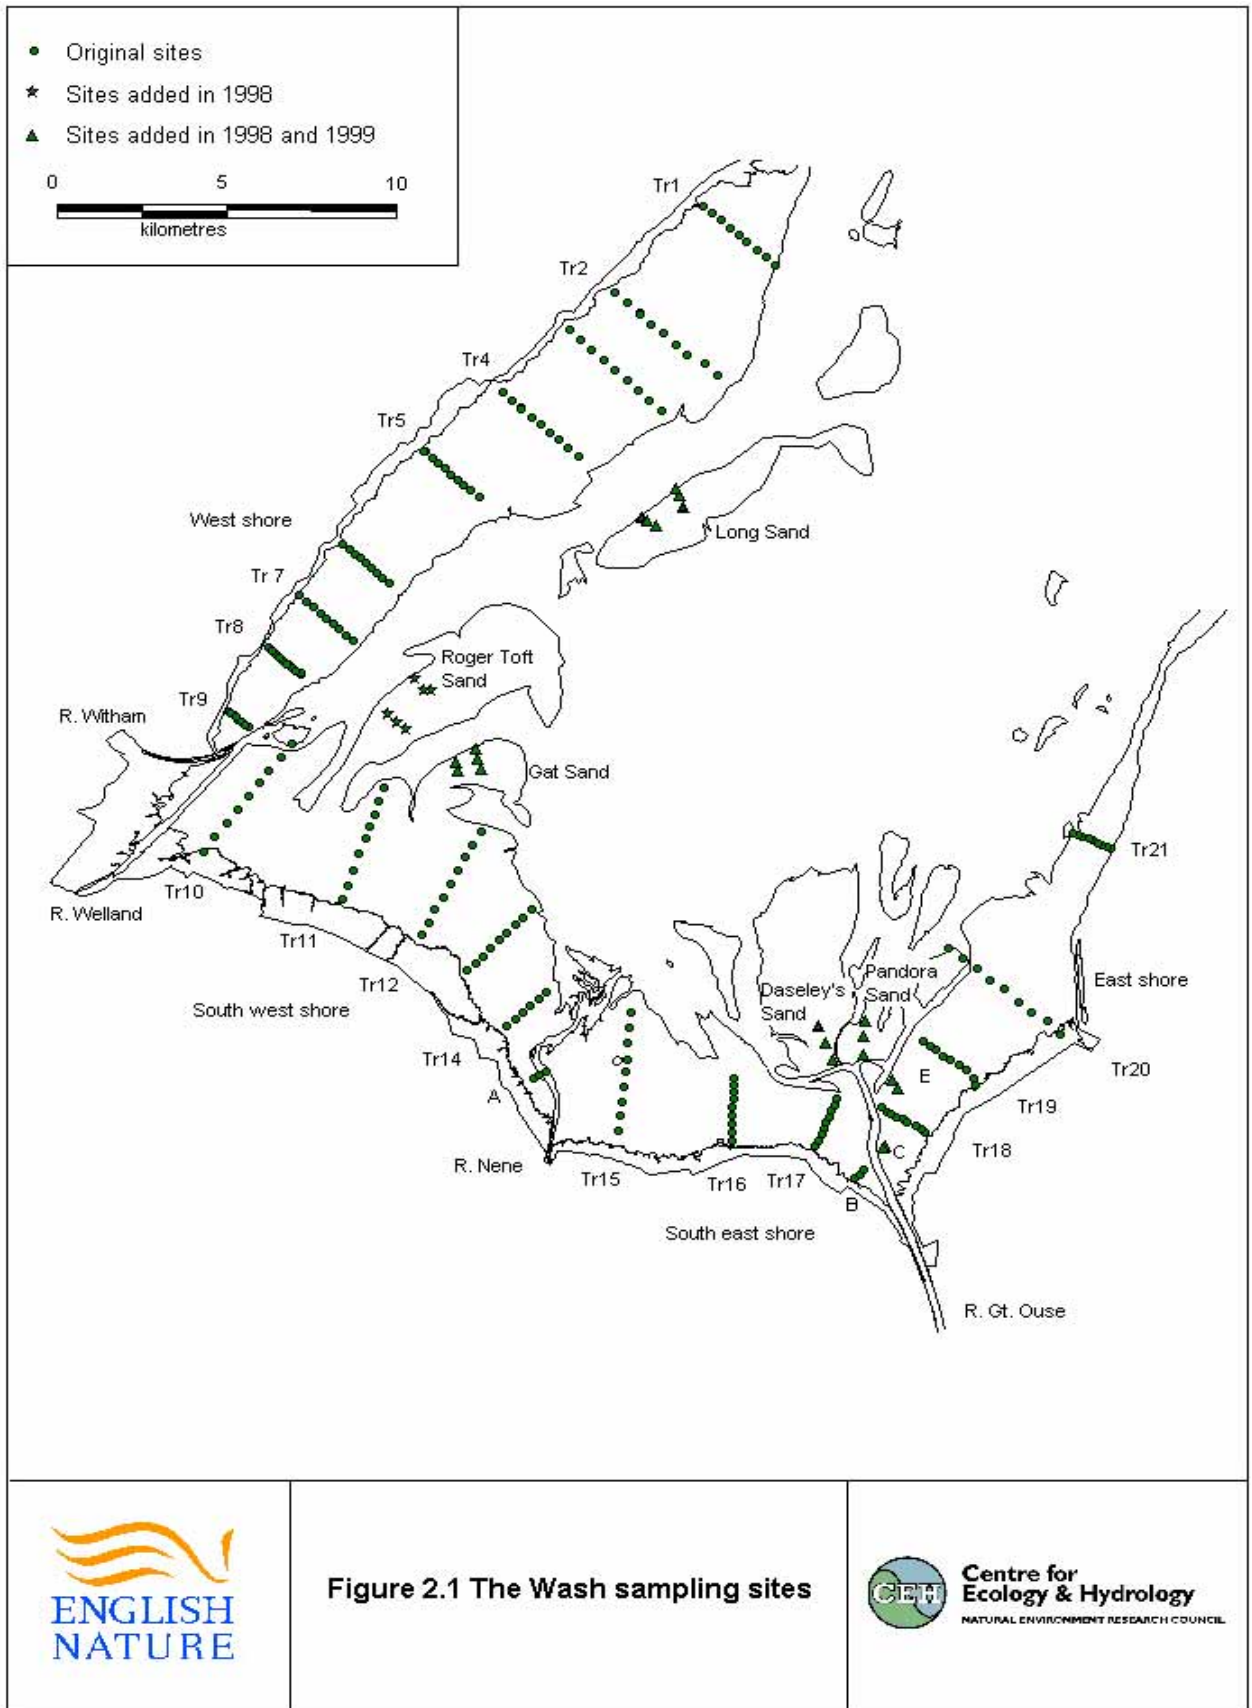 Original sites
Sites added in 1998
Sites added in 1998 and 1999
0 5 10
kilometres
Tr1
Tr2
Tr4
Tr5
West shore
Long Sand
Tr 7
Tr8
Roger Toft
Sand
Tr9
R. Witham
Gat Sand
Tr21
Tr10
R. Welland
Tr11
Tr12
Pandora
Sand
Daseley's
Sand
East shore
South west shore
Tr14
C
E
Tr20
A
Tr19
C
Tr18
R. Nene
Tr15
Tr16
Tr17
B
South east shore
R. Gt. Ouse
ENGLISH
NATURE
Figure 2.1 The Wash sampling sites
CEH
Centre for
Ecology & Hydrology
NATURAL ENVIRONMENT RESEARCH COUNCIL